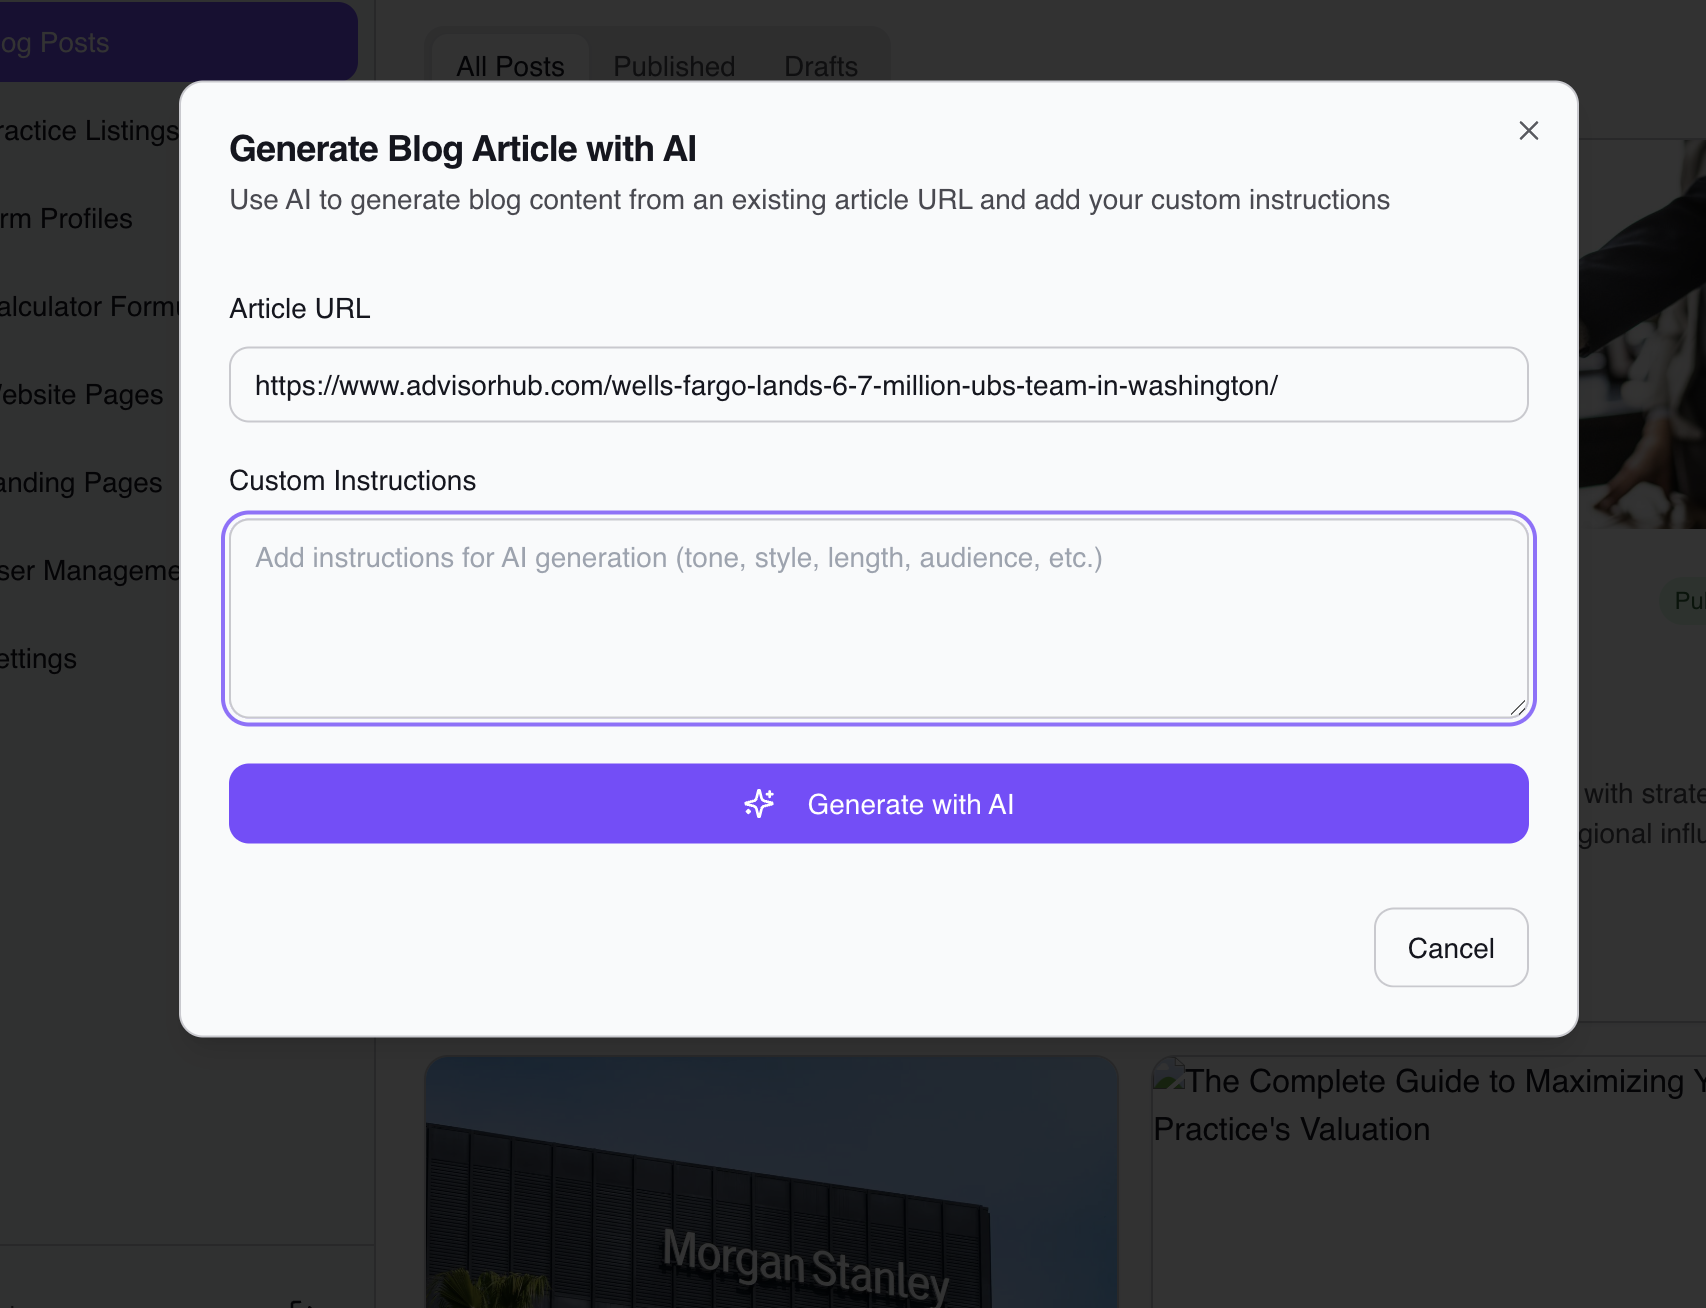 og Posts
All Posts
Published
Drafts
ractice Listings
rm Profiles
alculator Formu
ebsite Pages
anding Pages
ser Manageme
ettings
Generate Blog Article with AI
Use AI to generate blog content from an existing article URL and add your custom instructions
Article URL
https://www.advisorhub.com/wells-fargo-lands-6-7-million-ubs-team-in-washington/
Custom Instructions
Add instructions for AI generation (tone, style, length, audience, etc.)
Generate with AI
Cancel
Pu
with strate
gional influ
Morgan Stanley
The Complete Guide to Maximizing Y
Practice's Valuation